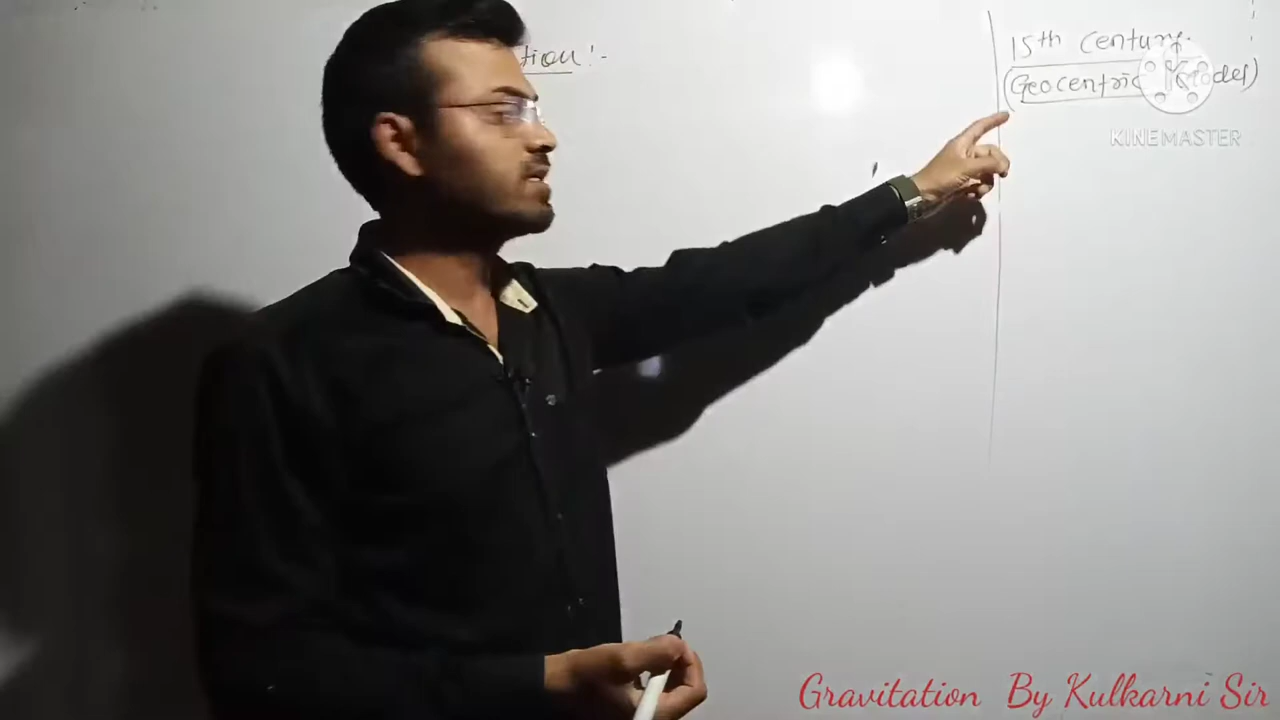 tion :-
15th Century.
(Geocentric Model)
KINEMASTER
Gravitation By Kulkarni Sir